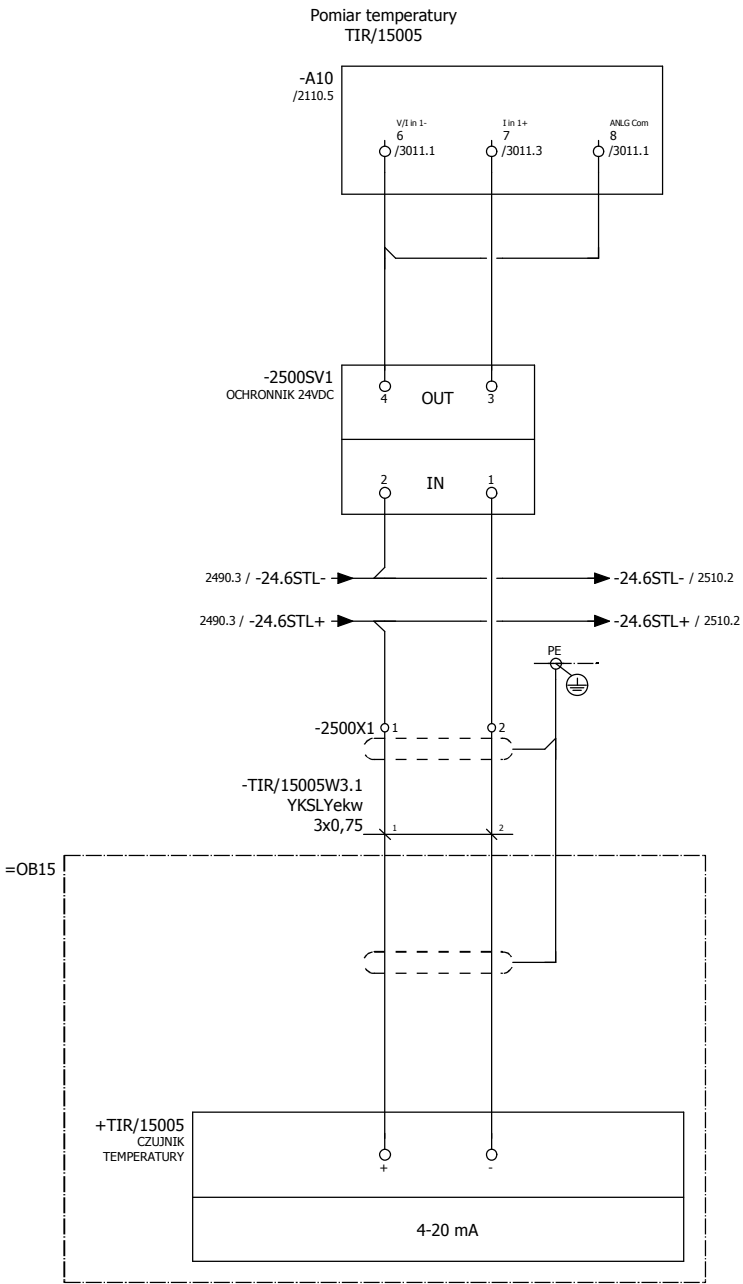 Pomiar temperatury
TIR/15005
-A10
/2110.5
V/I in 1-
6
/3011.1
I in 1+
7
/3011.3
ANLG Com
8
/3011.1
-2500SV1
OCHRONNIK 24VDC
4
OUT
3
2
IN
1
2490.3 / -24.6STL-
-24.6STL- / 2510.2
2490.3 / -24.6STL+
-24.6STL+ / 2510.2
PE
-2500X1
1
2
-TIR/15005W3.1
YKSLYekw
3x0,75
1
2
=OB15
+TIR/15005
CZUJNIK
TEMPERATURY
+
-
4-20 mA